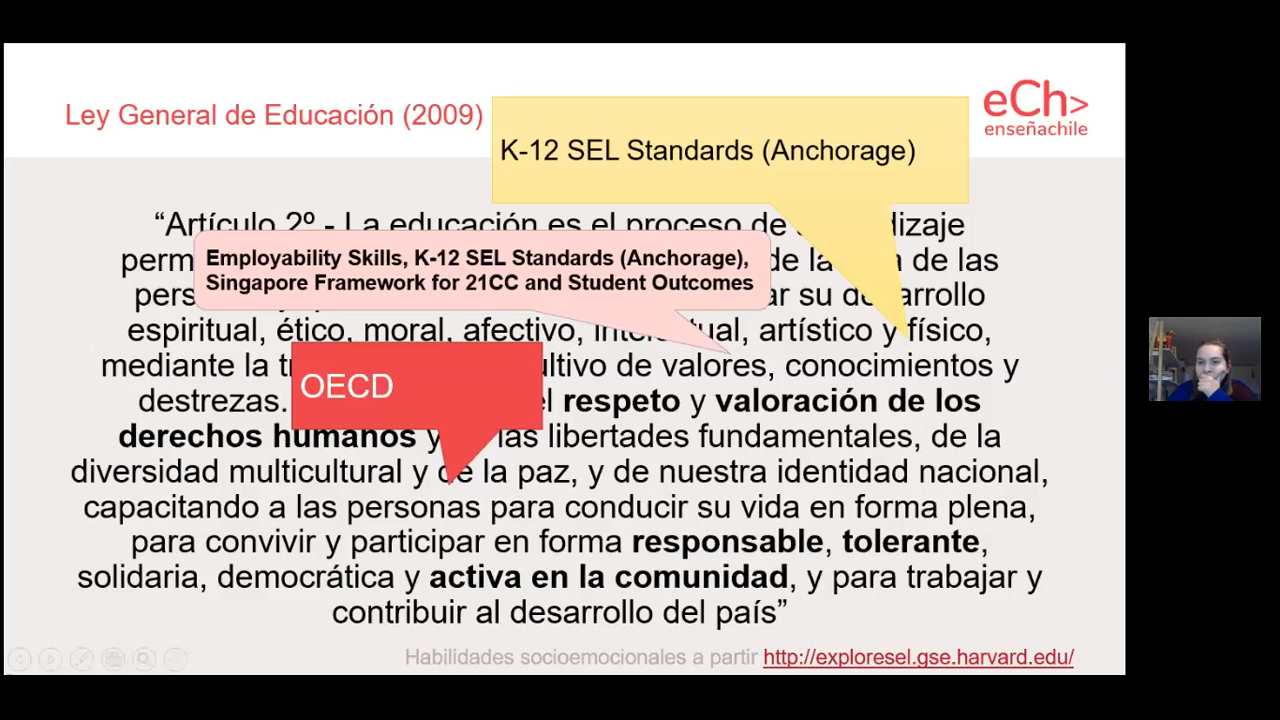 Ley General de Educación (2009)
K-12 SEL Standards (Anchorage)
eCh>
enseñachile
“Artículo 2º - La educación es el proceso de dizaje
perm de la de las
Employability Skills, K-12 SEL Standards (Anchorage),
Singapore Framework for 21CC and Student Outcomes
pers ar su de arrollo
espiritual, ético, moral, afectivo, intelectual, artístico y físico,
mediante la tr ultivo de valores, conocimientos y
OECD
destrezas. el respeto y valoración de los
derechos humanos y las libertades fundamentales, de la
diversidad multicultural y de la paz, y de nuestra identidad nacional,
capacitando a las personas para conducir su vida en forma plena,
para convivir y participar en forma responsable, tolerante,
solidaria, democrática y activa en la comunidad, y para trabajar y
contribuir al desarrollo del país”
Habilidades socioemocionales a partir http://exploresel.gse.harvard.edu/